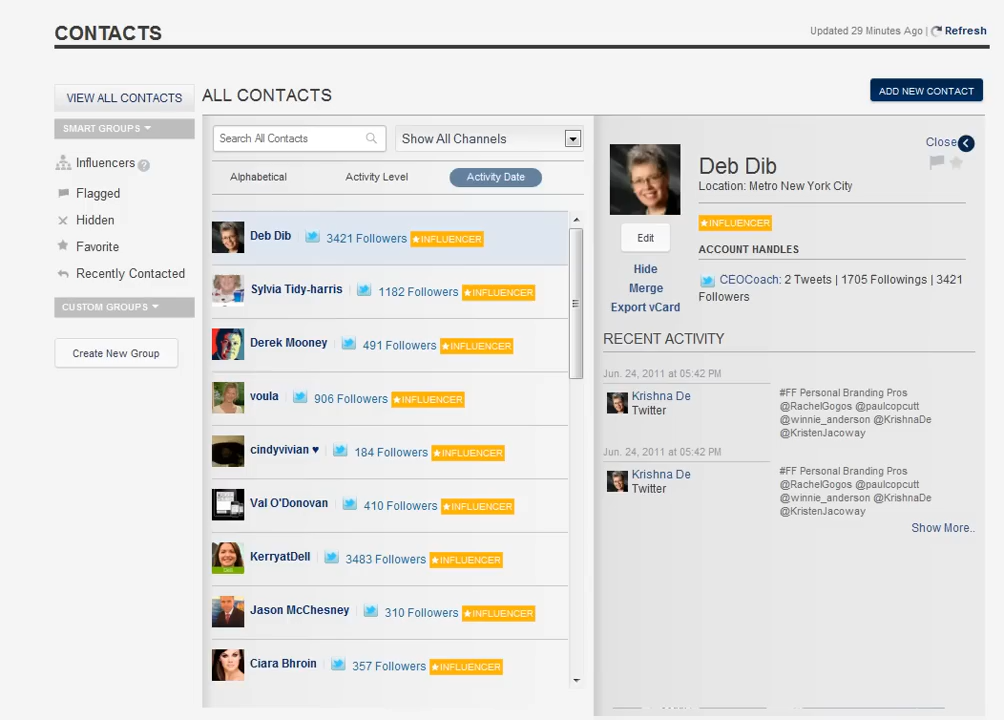 CONTACTS
Updated 29 Minutes Ago | Refresh
VIEW ALL CONTACTS
SMART GROUPS
Influencers ?
Flagged
Hidden
Favorite
Recently Contacted
CUSTOM GROUPS
Create New Group
ALL CONTACTS
ADD NEW CONTACT
Search All Contacts
Show All Channels
Alphabetical Activity Level Activity Date
Deb Dib 3421 Followers INFLUENCER
Sylvia Tidy-harris 1182 Followers INFLUENCER
Derek Mooney 491 Followers INFLUENCER
voula 906 Followers INFLUENCER
cindyvivian ♥ 184 Followers INFLUENCER
Val O'Donovan 410 Followers INFLUENCER
KerryatDell 3483 Followers INFLUENCER
Jason McChesney 310 Followers INFLUENCER
Ciara Bhroin 357 Followers INFLUENCER
Close
Deb Dib
Location: Metro New York City
INFLUENCER
Edit
Hide
Merge
Export vCard
ACCOUNT HANDLES
CEOCoach: 2 Tweets | 1705 Followings | 3421
Followers
RECENT ACTIVITY
Jun. 24, 2011 at 05:42 PM
Krishna De
Twitter
#FF Personal Branding Pros
@RachelGogos @paulcopcutt
@winnie_anderson @KrishnaDe
@KristenJacoway
Jun. 24, 2011 at 05:42 PM
Krishna De
Twitter
#FF Personal Branding Pros
@RachelGogos @paulcopcutt
@winnie_anderson @KrishnaDe
@KristenJacoway
Show More..